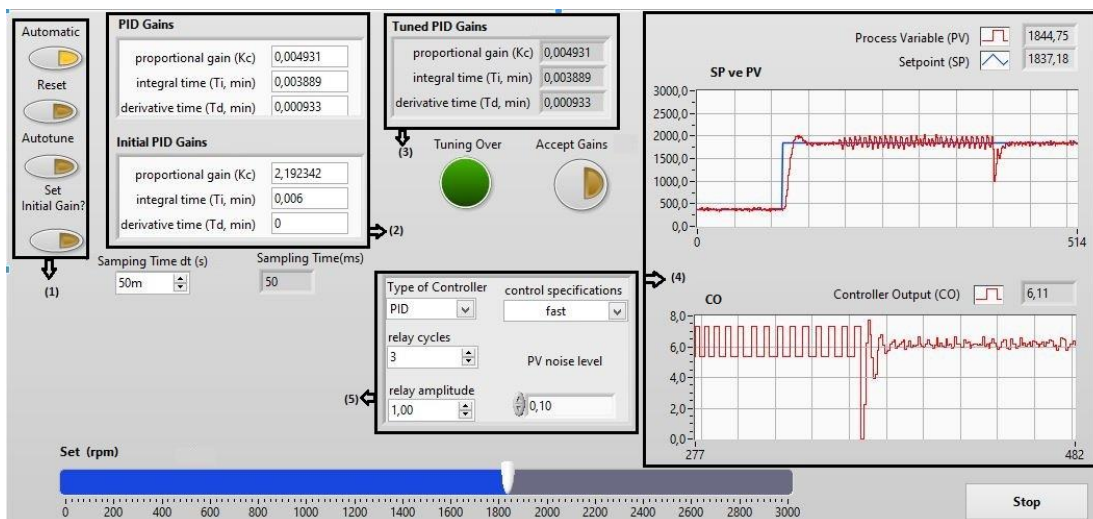 Automatic
Reset
Autotune
Set
Initial Gain?
(1)
PID Gains
proportional gain (Kc) 0,004931
integral time (Ti, min) 0,003889
derivative time (Td, min) 0,000933
Initial PID Gains
proportional gain (Kc) 2,192342
integral time (Ti, min) 0,006
derivative time (Td, min) 0
(2)
Samping Time dt (s)
50m
Sampling Time(ms)
50
Tuned PID Gains
proportional gain (Kc) 0,004931
integral time (Ti, min) 0,003889
derivative time (Td, min) 0,000933
(3)
Tuning Over
Accept Gains
Type of Controller
PID
control specifications
fast
relay cycles
3
PV noise level
0,10
relay amplitude
1,00
(5)
(4)
Process Variable (PV) 1844,75
Setpoint (SP) 1837,18
SP ve PV
3000,0
2500,0
2000,0
1500,0
1000,0
500,0
0,0
0 514
CO
Controller Output (CO) 6,11
8,0
6,0
4,0
2,0
0,0
277 482
Set (rpm)
0 200 400 600 800 1000 1200 1400 1600 1800 2000 2200 2400 2600 2800 3000
Stop